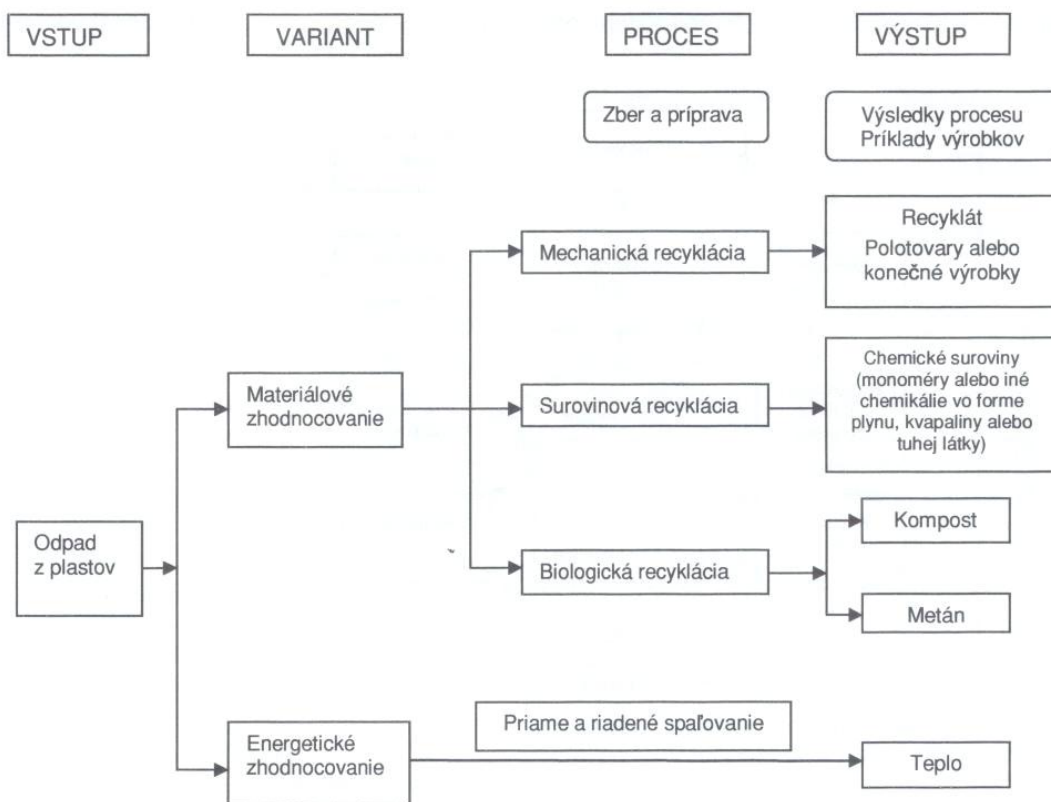 VSTUP
VARIANT
PROCES
VÝSTUP
Zber a príprava
Výsledky procesu
Príklady výrobkov
Mechanická recyklácia
Recyklát
Polotovary alebo
konečné výrobky
Materiálové
zhodnocovanie
Surovinová recyklácia
Chemické suroviny
(monoméry alebo iné
chemikálie vo forme
plynu, kvapaliny alebo
tuhej látky)
Odpad
z plastov
Biologická recyklácia
Kompost
Metán
Energetické
zhodnocovanie
Priame a riadené spaľovanie
Teplo